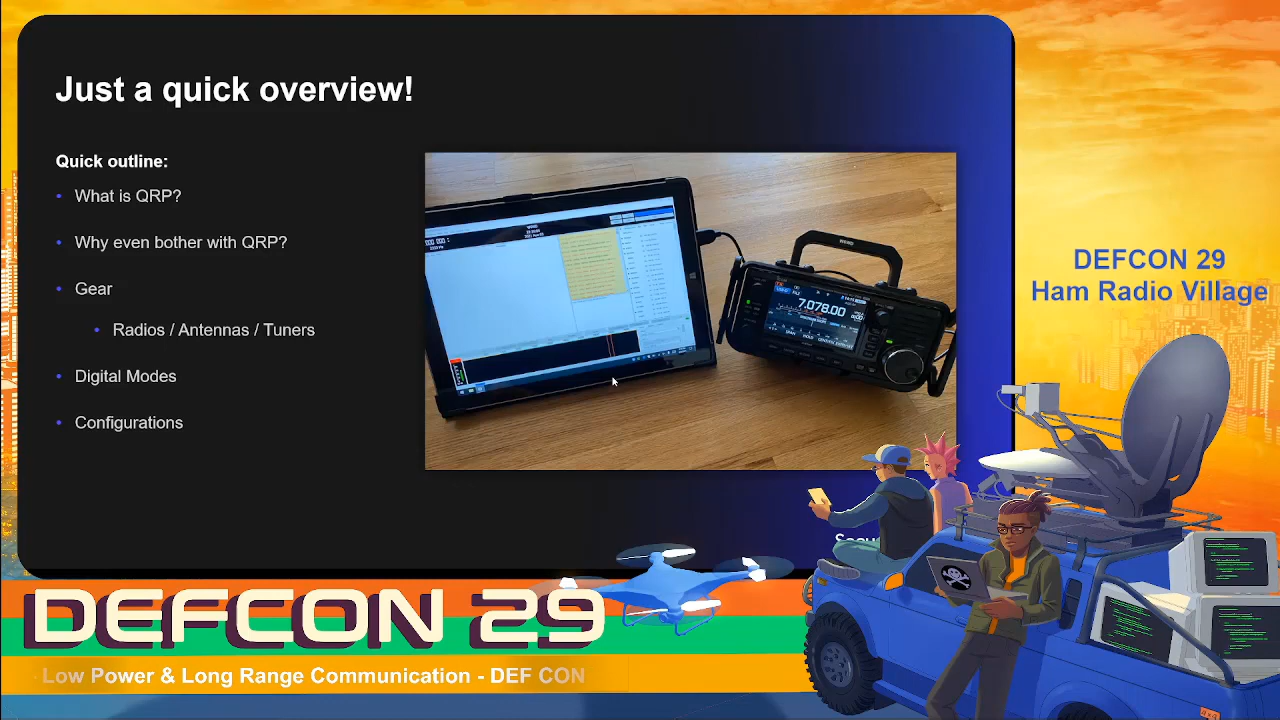 Just a quick overview!
Quick outline:
• What is QRP?
• Why even bother with QRP?
• Gear
• Radios / Antennas / Tuners
• Digital Modes
• Configurations
7,078.00
DEFCON 29
Ham Radio Village
DEFCON 29
Low Power & Long Range Communication - DEF CON